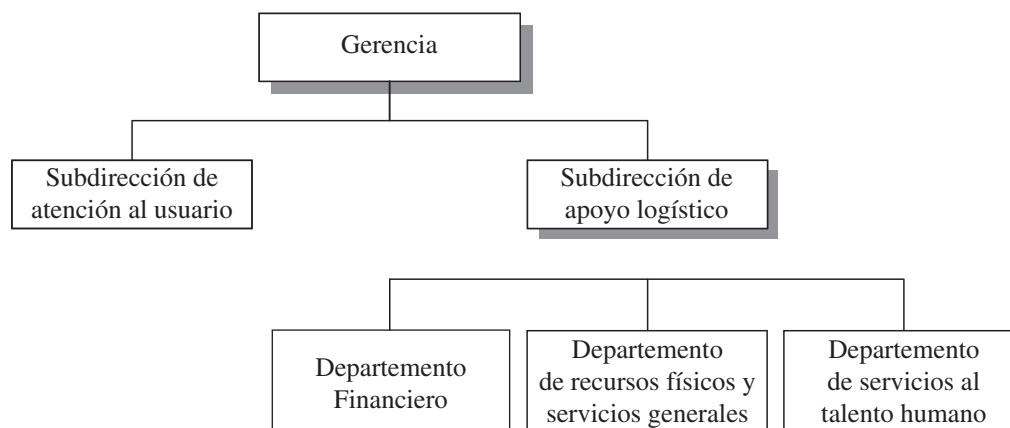 Gerencia
Subdirección de
atención al usuario
Subdirección de
apoyo logístico
Departemento
Financiero
Departemento
de recursos físicos y
servicios generales
Departemento
de servicios al
talento humano